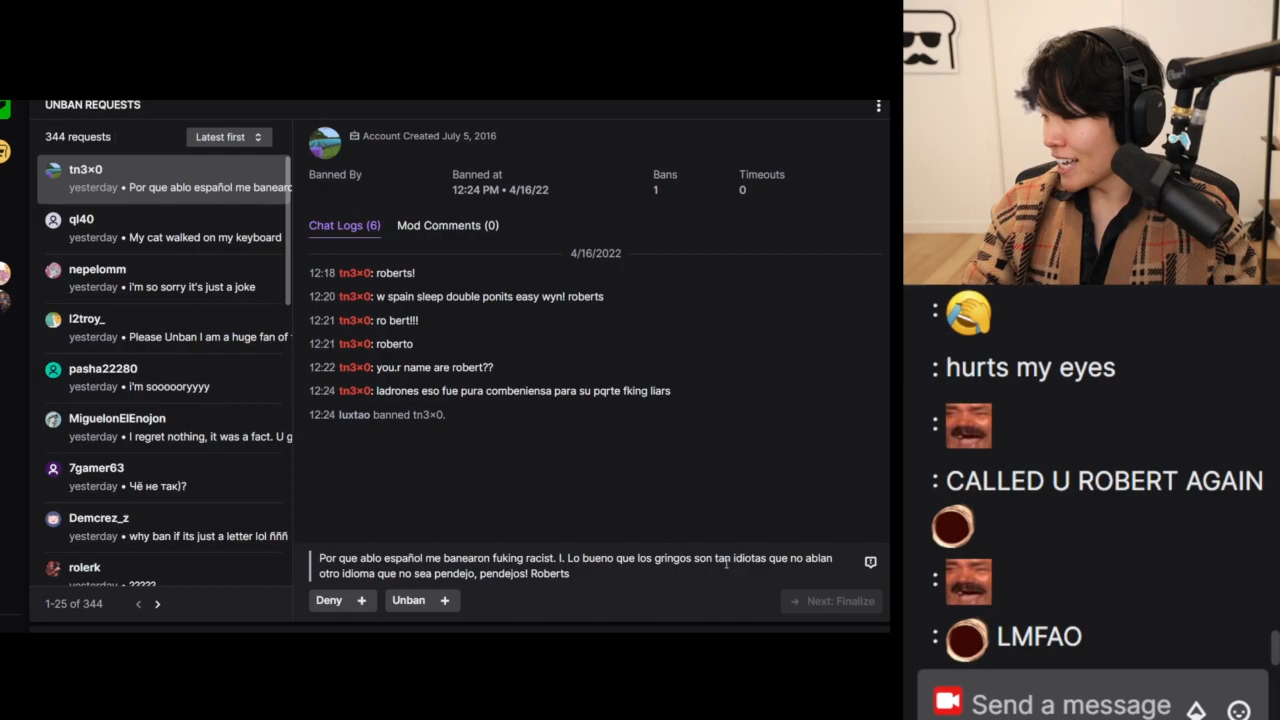 UNBAN REQUESTS
344 requests
Latest first
tn3×0
yesterday • Por que ablo español me banearo
ql40
yesterday • My cat walked on my keyboard
nepelomm
yesterday • i'm so sorry it's just a joke
l2troy_
yesterday • Please Unban I am a huge fan of
pasha22280
yesterday • i'm soooooryyyy
MiguelonElEnojon
yesterday • I regret nothing, it was a fact. U g
7gamer63
yesterday • Чё не так)?
Demcrez_z
yesterday • why ban if its just a letter lol ñññ
rolerk
yesterday • ?????
1-25 of 344
Account Created July 5, 2016
Banned By
Banned at
Bans
Timeouts
12:24 PM • 4/16/22
1
0
Chat Logs (6)
Mod Comments (0)
4/16/2022
12:18 tn3×0: roberts!
12:20 tn3×0: w spain sleep double ponits easy wyn! roberts
12:21 tn3×0: ro bert!!!
12:21 tn3×0: roberto
12:22 tn3×0: you.r name are robert??
12:24 tn3×0: ladrones eso fue pura combeniensa para su pqrte fking liars
12:24 luxtao banned tn3×0.
Por que ablo español me banearon fuking racist. I. Lo bueno que los gringos son tan idiotas que no ablan
otro idioma que no sea pendejo, pendejos! Roberts
Deny +
Unban +
Next: Finalize
:
: hurts my eyes
:
: CALLED U ROBERT AGAIN
:
: LMFAO
Send a message